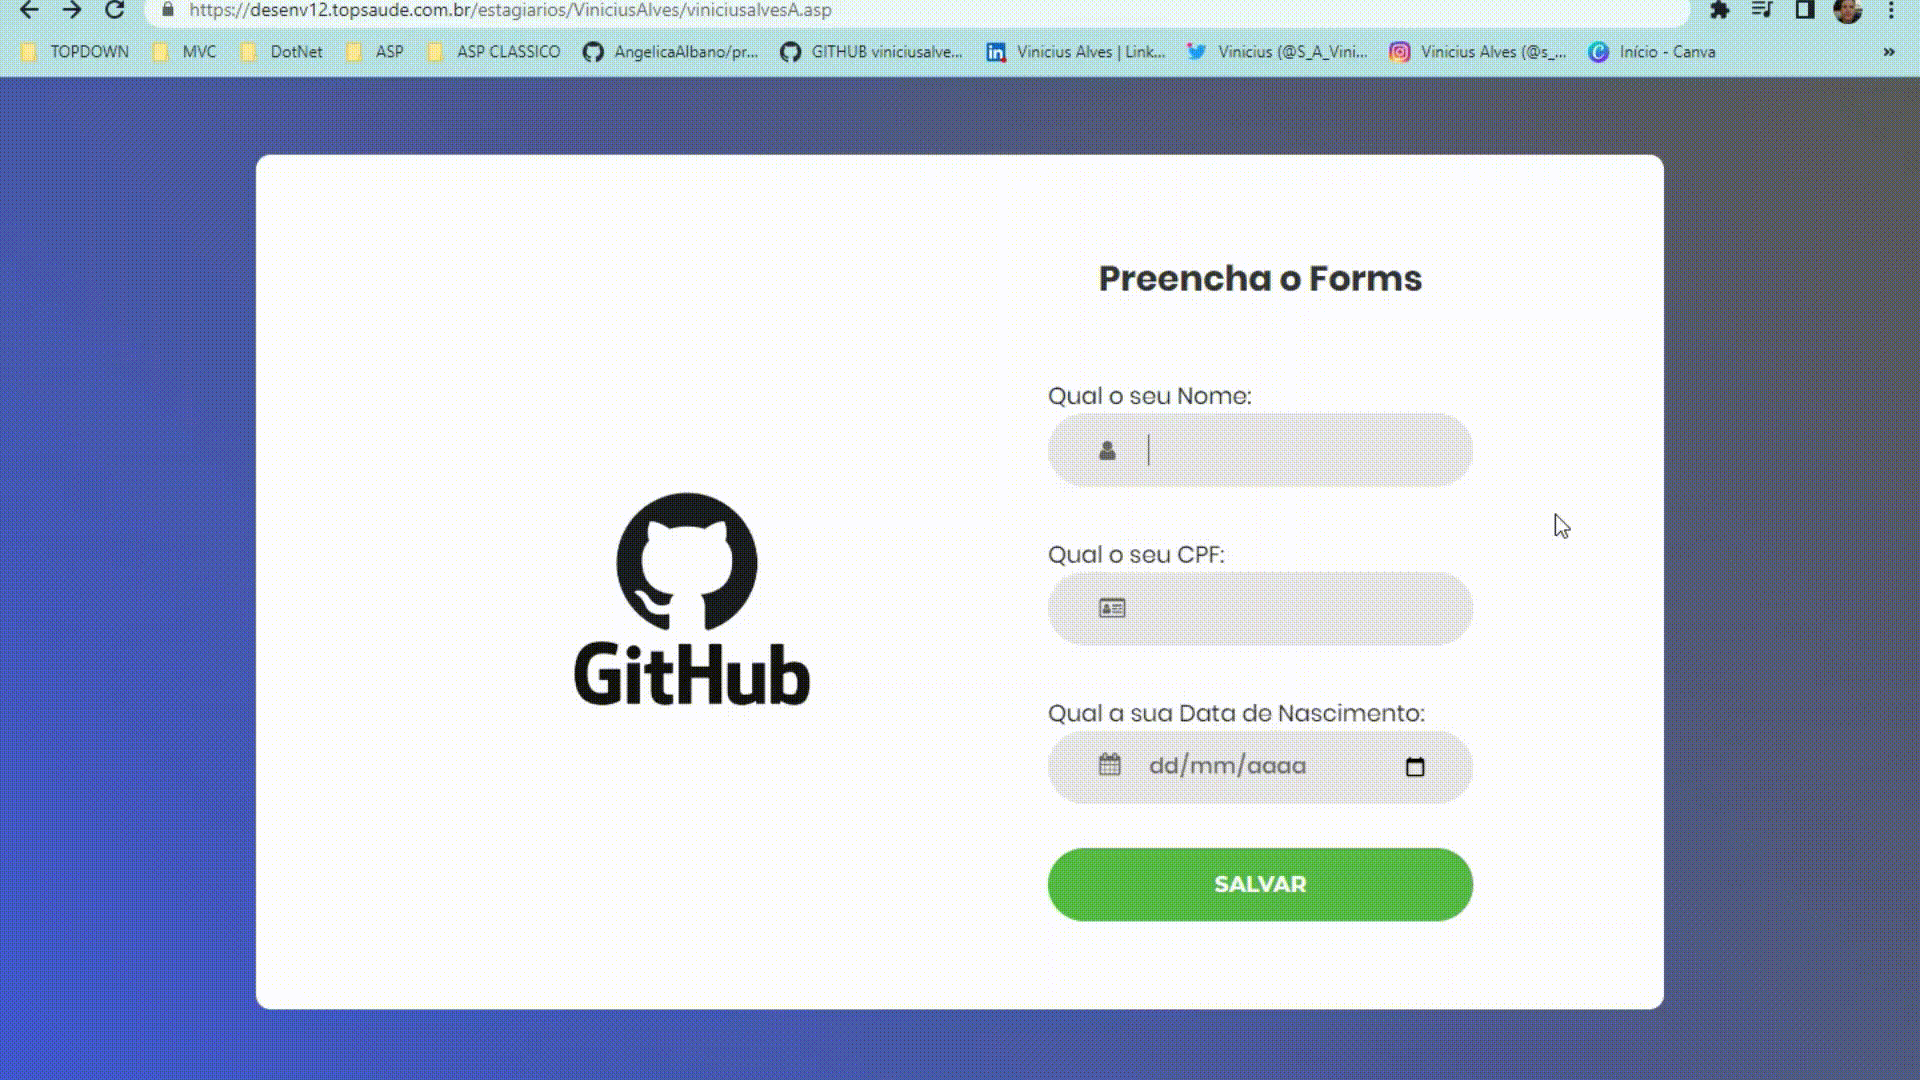 https://desenv12.topsaude.com.br/estagiarios/ViniciusAlves/viniciusalvesA.asp
TOPDOWN MVC DotNet ASP ASP CLASSICO AngelicaAlbano/pr... GITHUB viniciusalve... Vinicius Alves | Link... Vinicius (@S_A_Vini... Vinicius Alves (@s_... Início - Canva »
Preencha o Forms
Qual o seu Nome:
Qual o seu CPF:
GitHub
Qual a sua Data de Nascimento:
dd/mm/aaaa
SALVAR